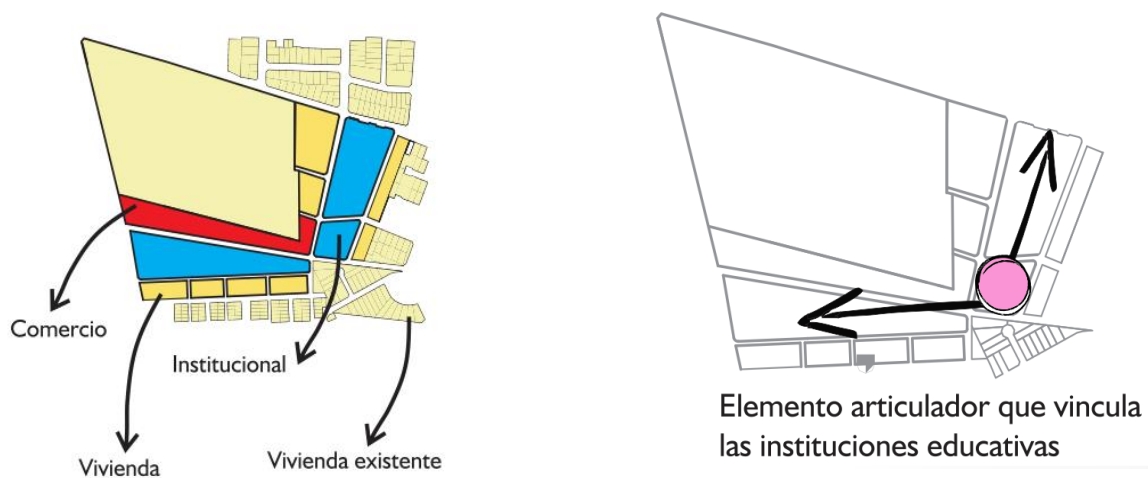 Comercio
Institucional
Vivienda
Vivienda existente
Elemento articulador que vincula
las instituciones educativas